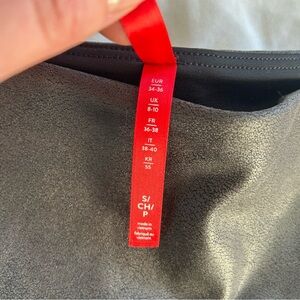 EUR
34-36
UK
8-10
FR
36-38
IT
38-40
KR
55
S/
CH/
P
made in
vietnam
fabriqué au
vietnam